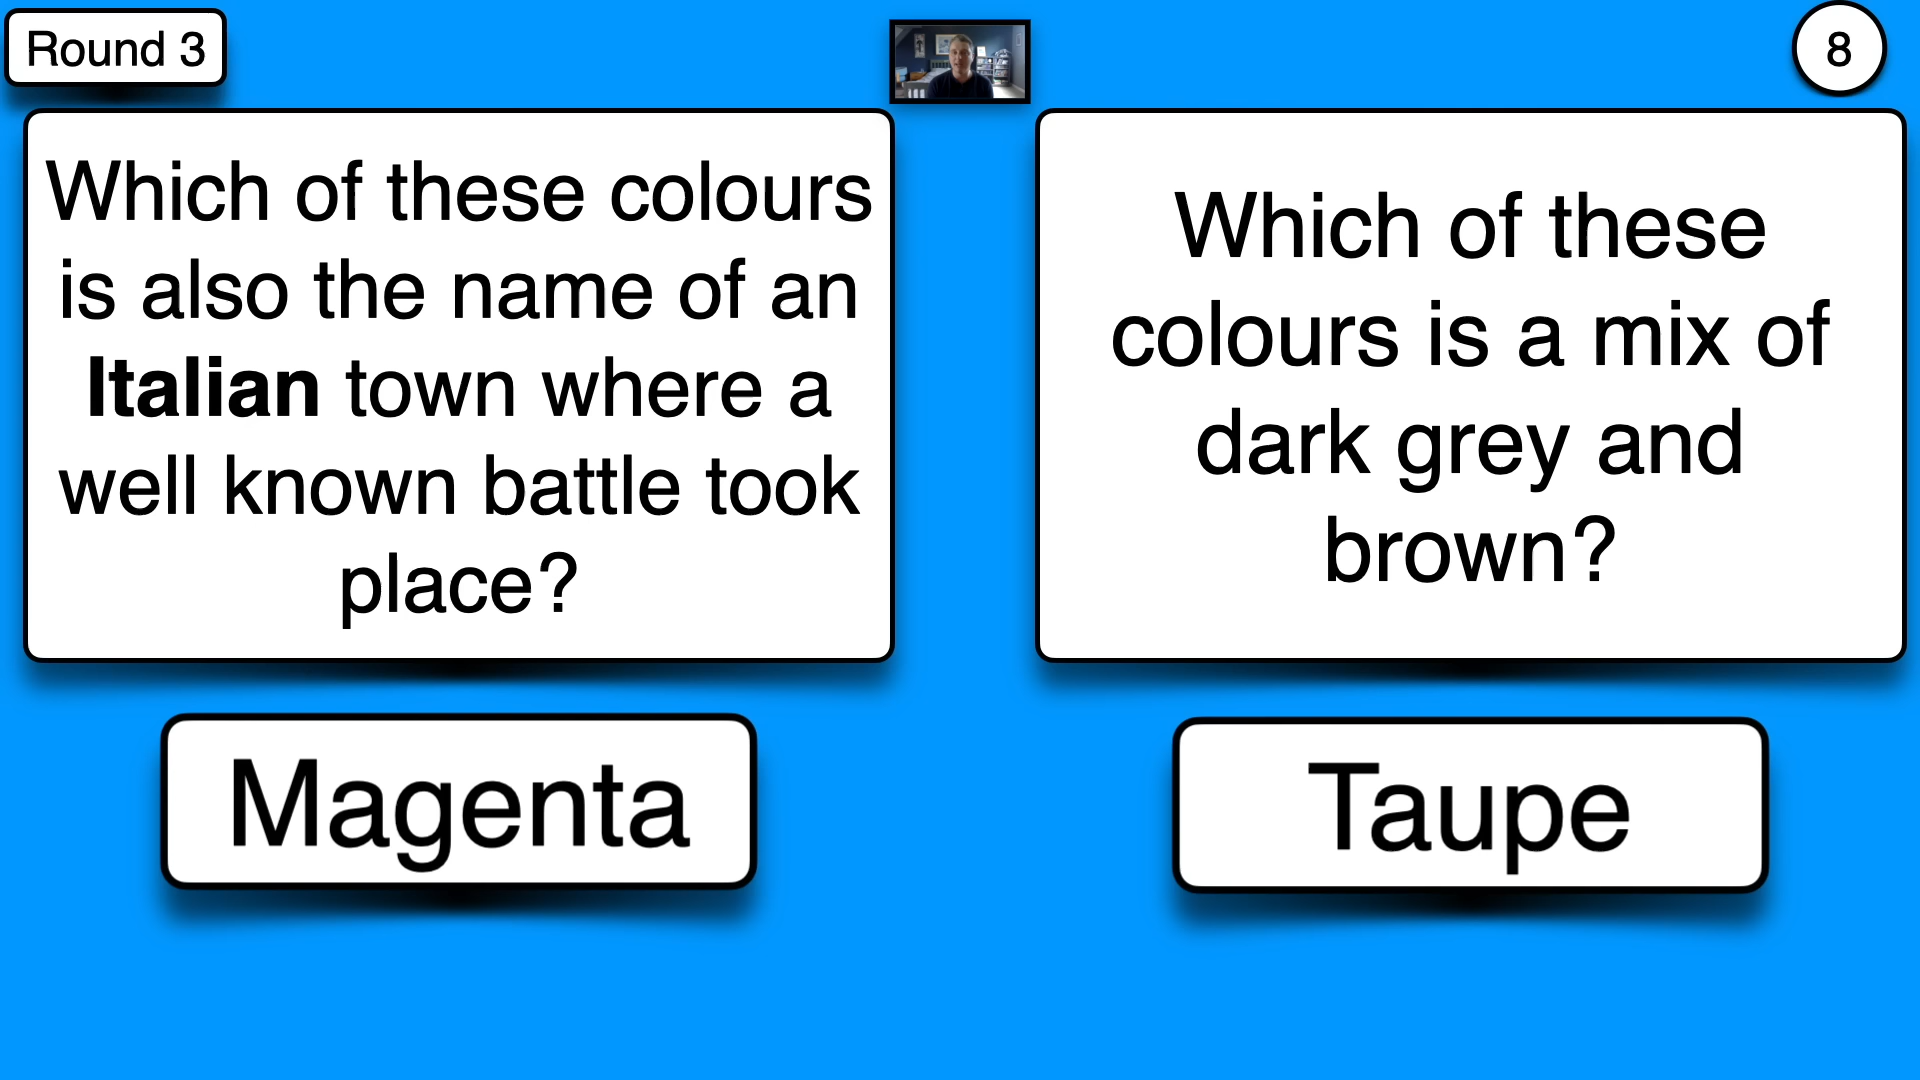 Round 3
8
Which of these colours
is also the name of an
Italian town where a
well known battle took
place?
Magenta
Which of these
colours is a mix of
dark grey and
brown?
Taupe